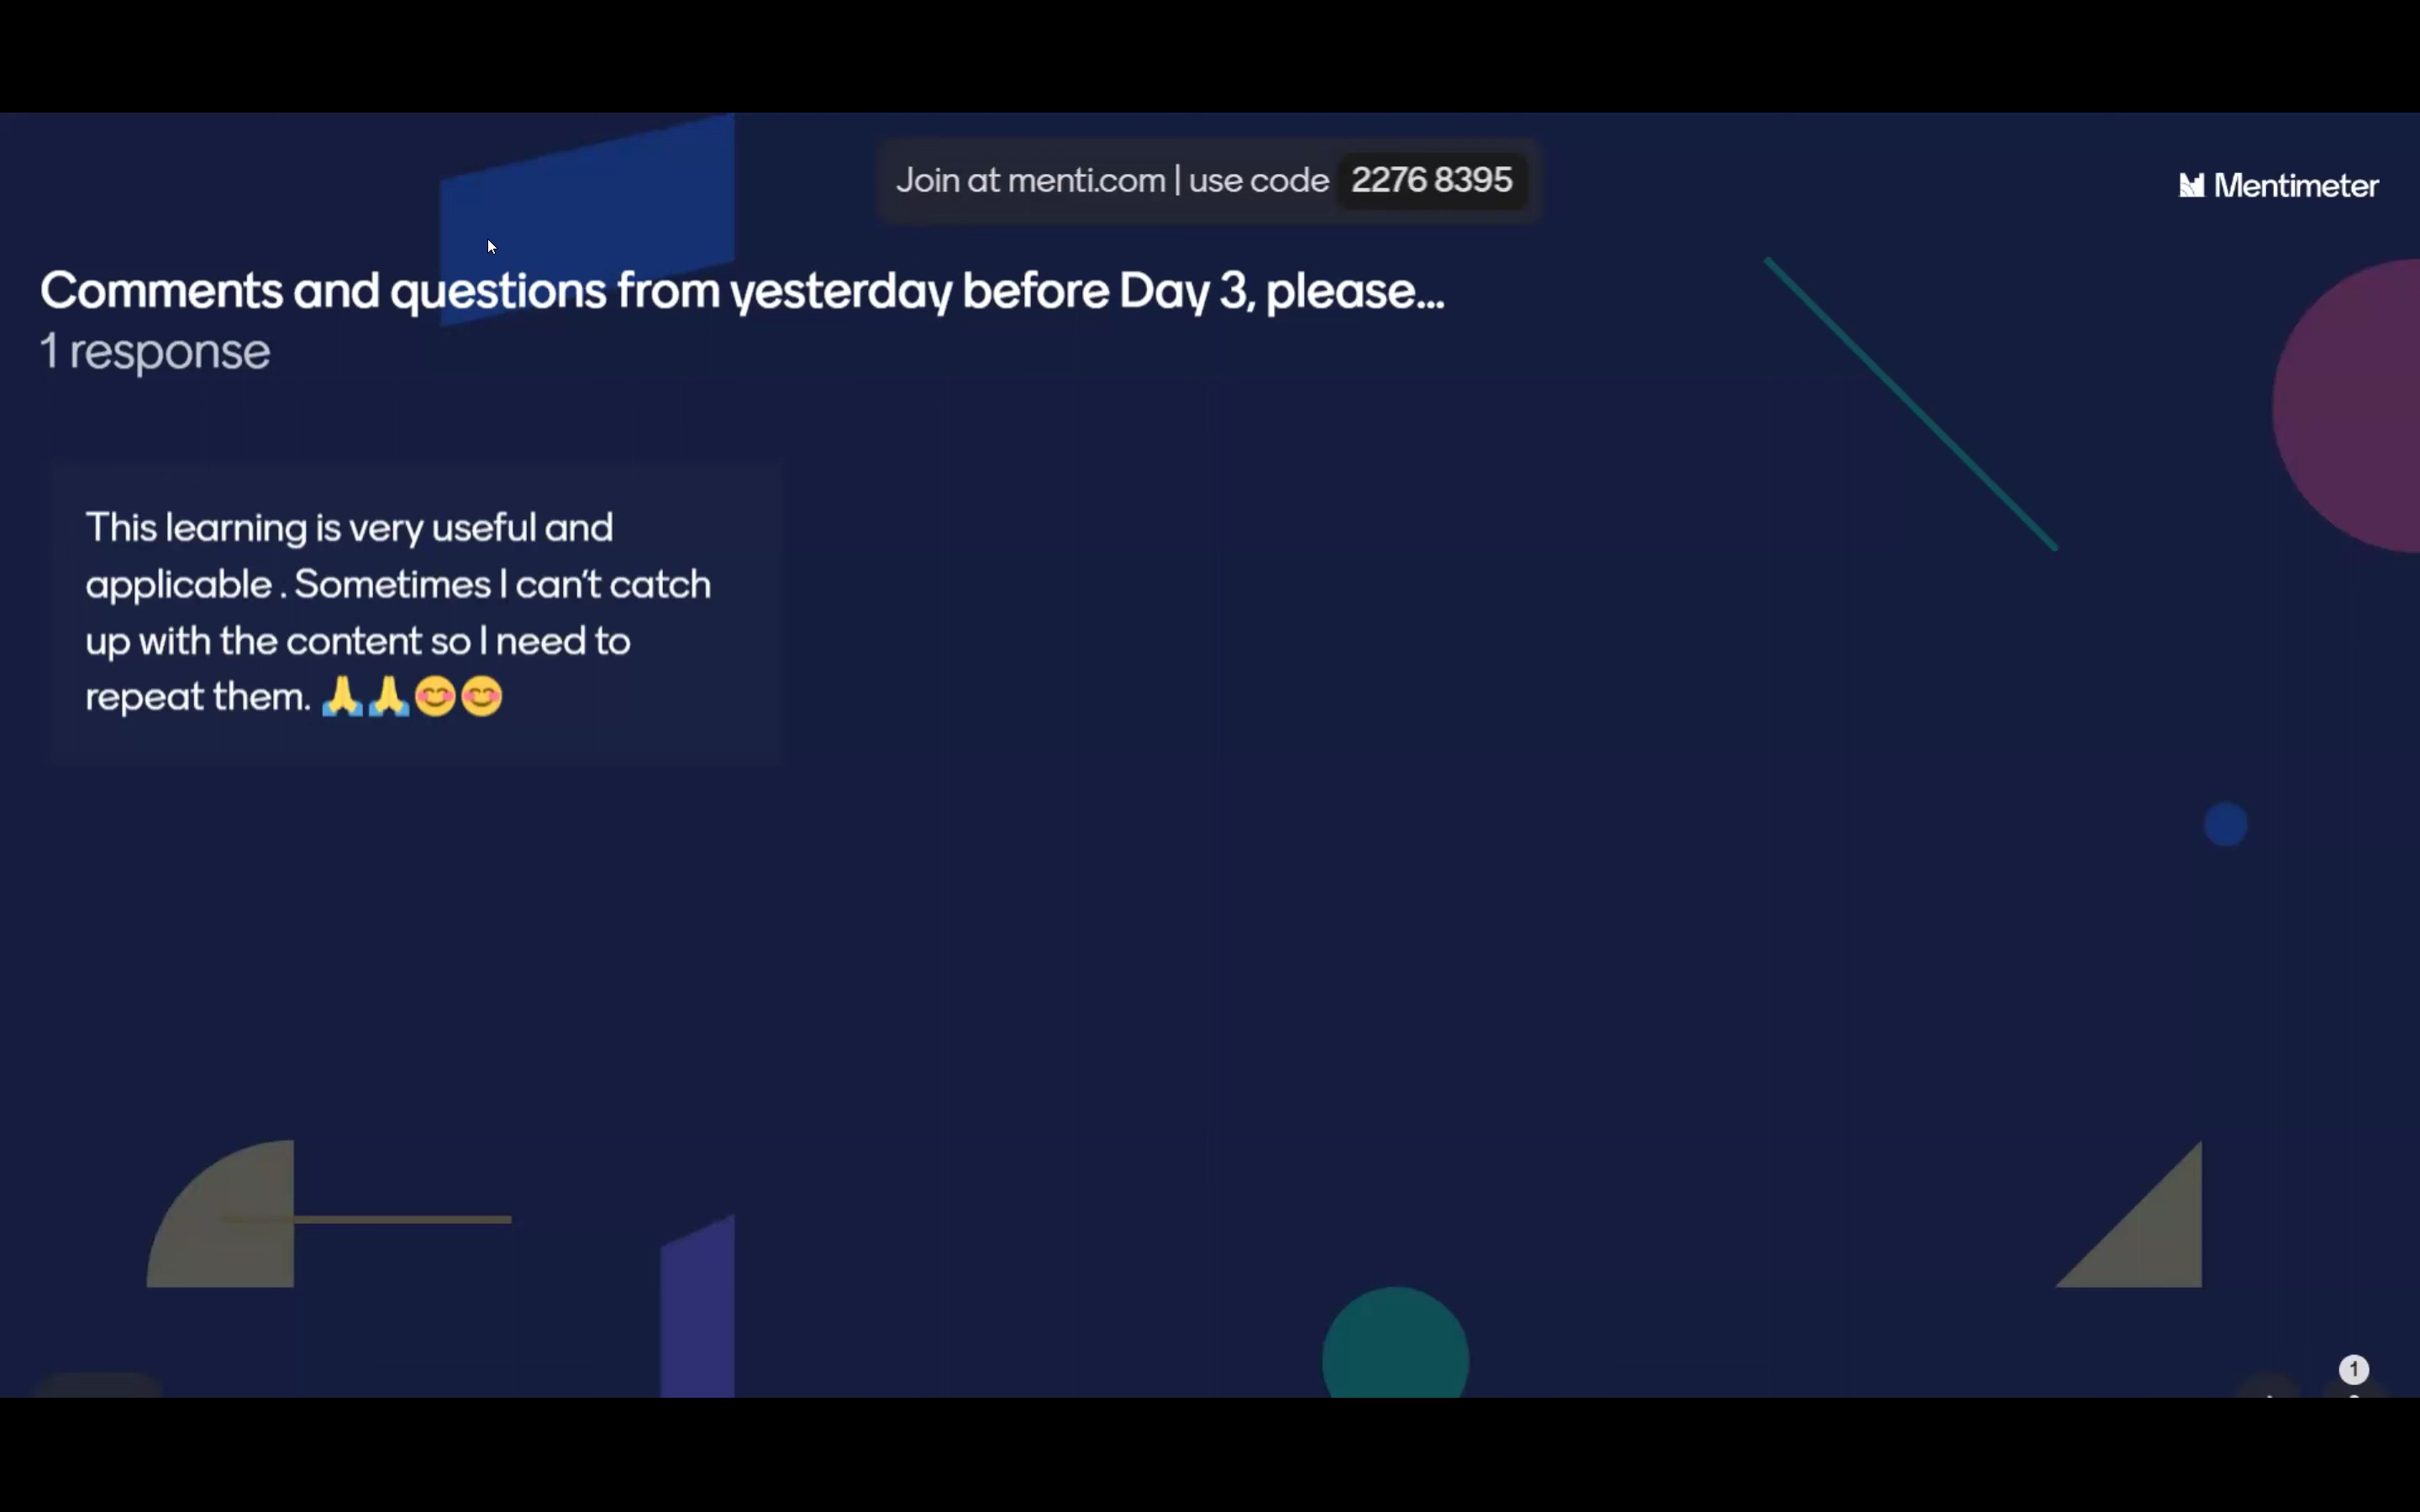 Join at menti.com | use code 2276 8395
Mentimeter
Comments and questions from yesterday before Day 3, please...
1 response
This learning is very useful and
applicable . Sometimes I can't catch
up with the content so I need to
repeat them. 🙏🙏😊😊
1